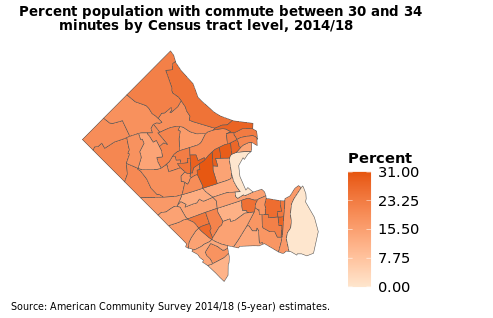 Percent population with commute between 30 and 34
minutes by Census tract level, 2014/18
Percent
31.00
23.25
15.50
7.75
0.00
Source: American Community Survey 2014/18 (5-year) estimates.